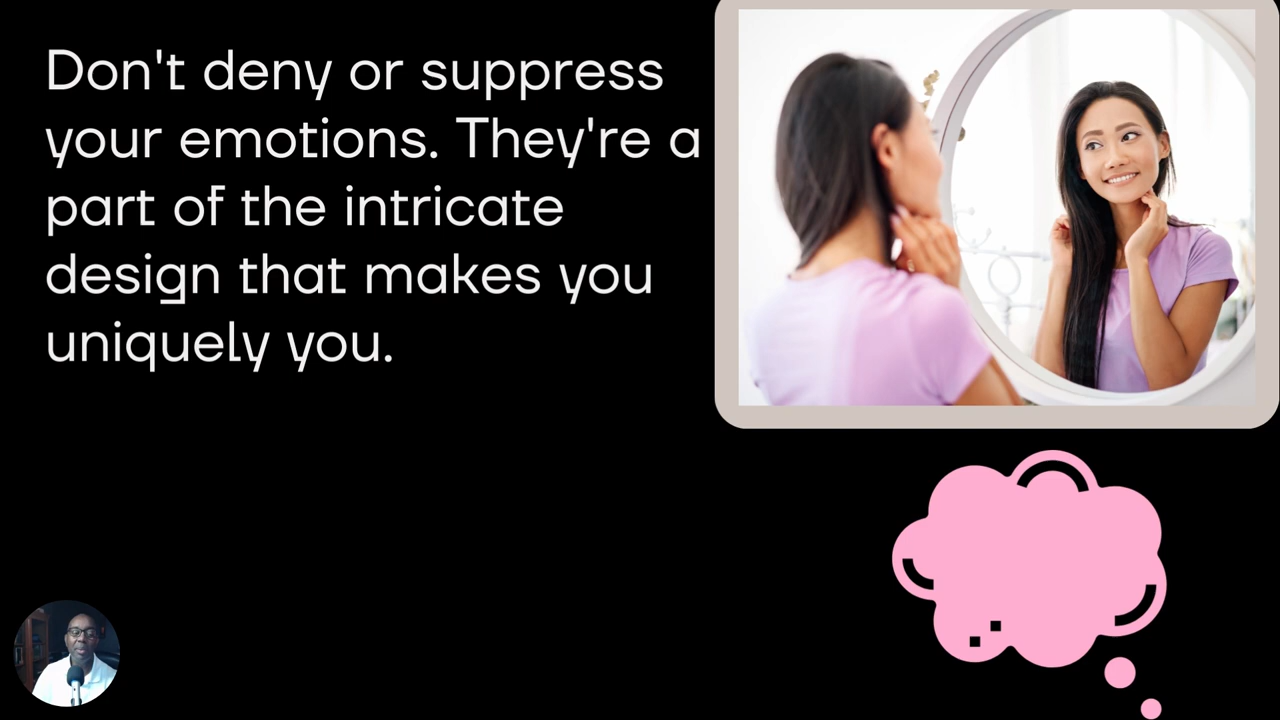 Don't deny or suppress
your emotions. They're a
part of the intricate
design that makes you
uniquely you.